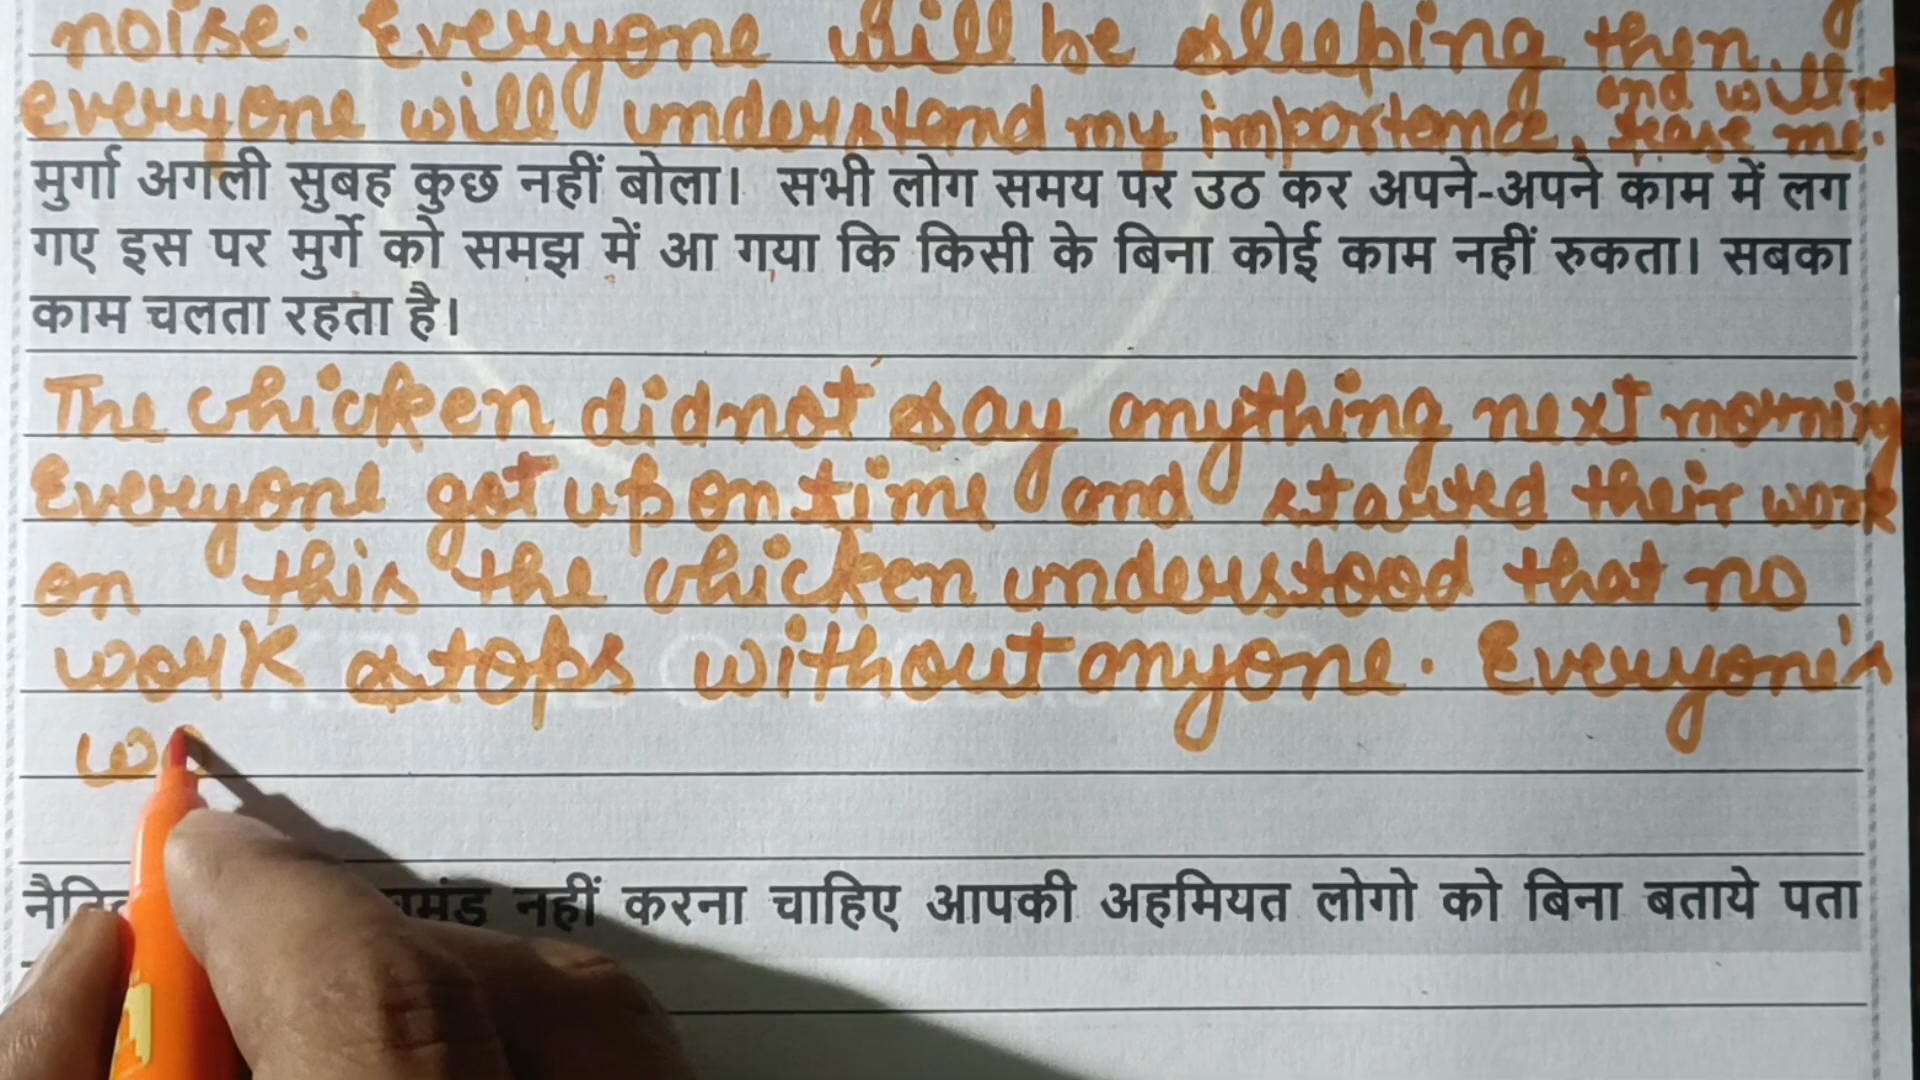 noise. Everyone will be sleeping then.
everyone will understand my importance, and will not tease me.
मुर्गा अगली सुबह कुछ नहीं बोला। सभी लोग समय पर उठ कर अपने-अपने काम में लग
गए इस पर मुर्गे को समझ में आ गया कि किसी के बिना कोई काम नहीं रुकता। सबका
काम चलता रहता है।
The chicken didnot say anything next morning
Everyone got up on time and started their work
on this the chicken understood that no
work stops without anyone. Everyone's
नहीं करना चाहिए आपकी अहमियत लोगो को बिना बताये पता